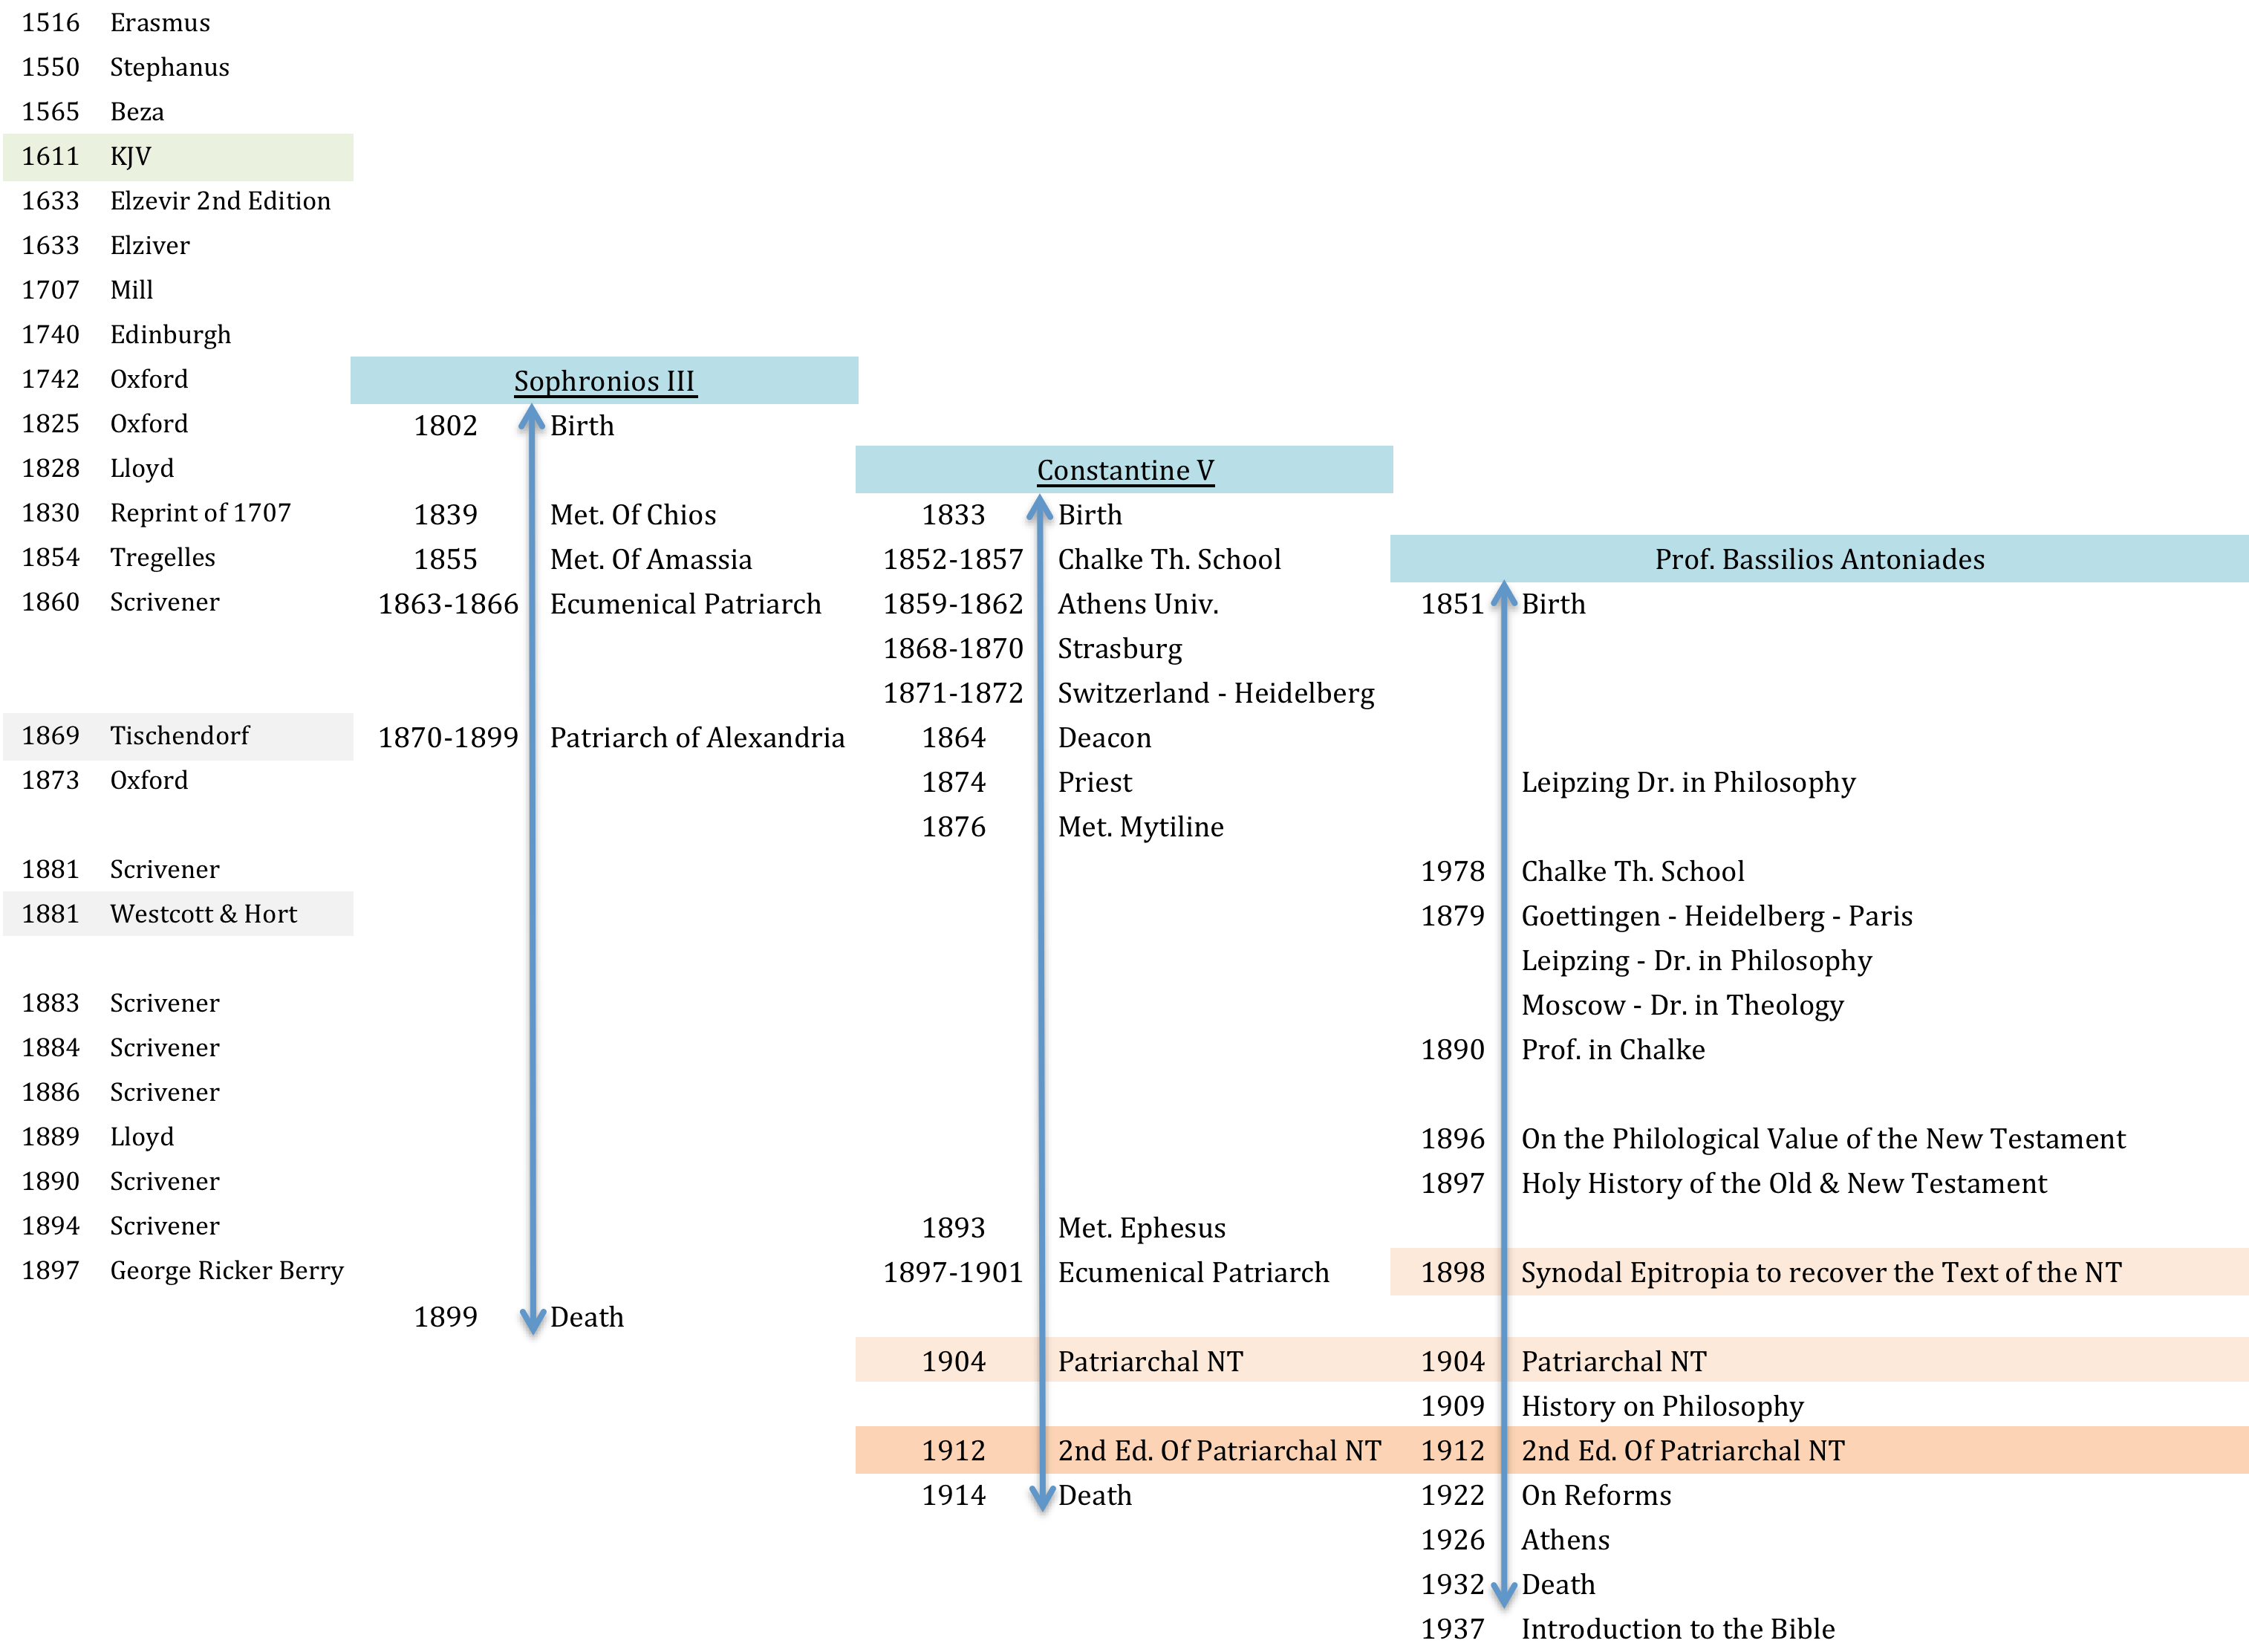 1516 Erasmus
1550 Stephanus
1565 Beza
1611 KJV
1633 Elzevir 2nd Edition
1633 Elziver
1707 Mill
1740 Edinburgh
1742 Oxford
1825 Oxford
1828 Lloyd
1830 Reprint of 1707
1854 Tregelles
1860 Scrivener
1869 Tischendorf
1873 Oxford
1881 Scrivener
1881 Westcott & Hort
1883 Scrivener
1884 Scrivener
1886 Scrivener
1889 Lloyd
1890 Scrivener
1894 Scrivener
1897 George Ricker Berry
Sophronios III
1802 Birth
1839 Met. Of Chios
1855 Met. Of Amassia
1863-1866 Ecumenical Patriarch
1870-1899 Patriarch of Alexandria
1899 Death
Constantine V
1833 Birth
1852-1857 Chalke Th. School
1859-1862 Athens Univ.
1868-1870 Strasburg
1871-1872 Switzerland - Heidelberg
1864 Deacon
1874 Priest
1876 Met. Mytiline
1893 Met. Ephesus
1897-1901 Ecumenical Patriarch
1904 Patriarchal NT
1912 2nd Ed. Of Patriarchal NT
1914 Death
Prof. Bassilios Antoniades
1851 Birth
Leipzing Dr. in Philosophy
1978 Chalke Th. School
1879 Goettingen - Heidelberg - Paris
Leipzing - Dr. in Philosophy
Moscow - Dr. in Theology
1890 Prof. in Chalke
1896 On the Philological Value of the New Testament
1897 Holy History of the Old & New Testament
1898 Synodal Epitropia to recover the Text of the NT
1904 Patriarchal NT
1909 History on Philosophy
1912 2nd Ed. Of Patriarchal NT
1922 On Reforms
1926 Athens
1932 Death
1937 Introduction to the Bible